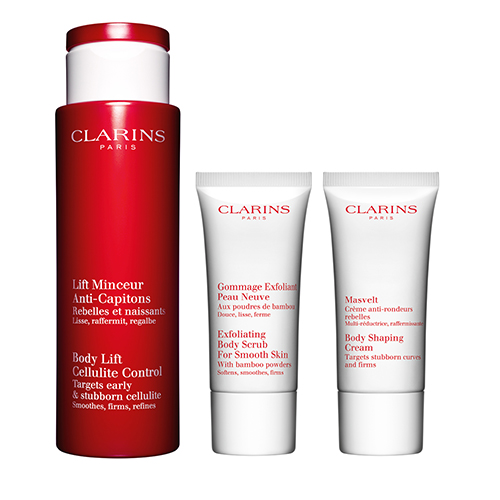 CLARINS
PARIS
Lift Minceur
Anti-Capitons
Rebelles et naissants
Lisse, raffermit, regalbe
Body Lift
Cellulite Control
Targets early
& stubborn cellulite
Smoothes, firms, refines
CLARINS
PARIS
Gommage Exfoliant
Peau Neuve
Aux poudres de bambou
Douce, lisse, ferme
Exfoliating
Body Scrub
For Smooth Skin
With bamboo powders
Softens, smoothes, firms
CLARINS
PARIS
Masvelt
Crème anti-rondeurs
rebelles
Multi-réductrice, raffermissante
Body Shaping
Cream
Targets stubborn curves
and firms